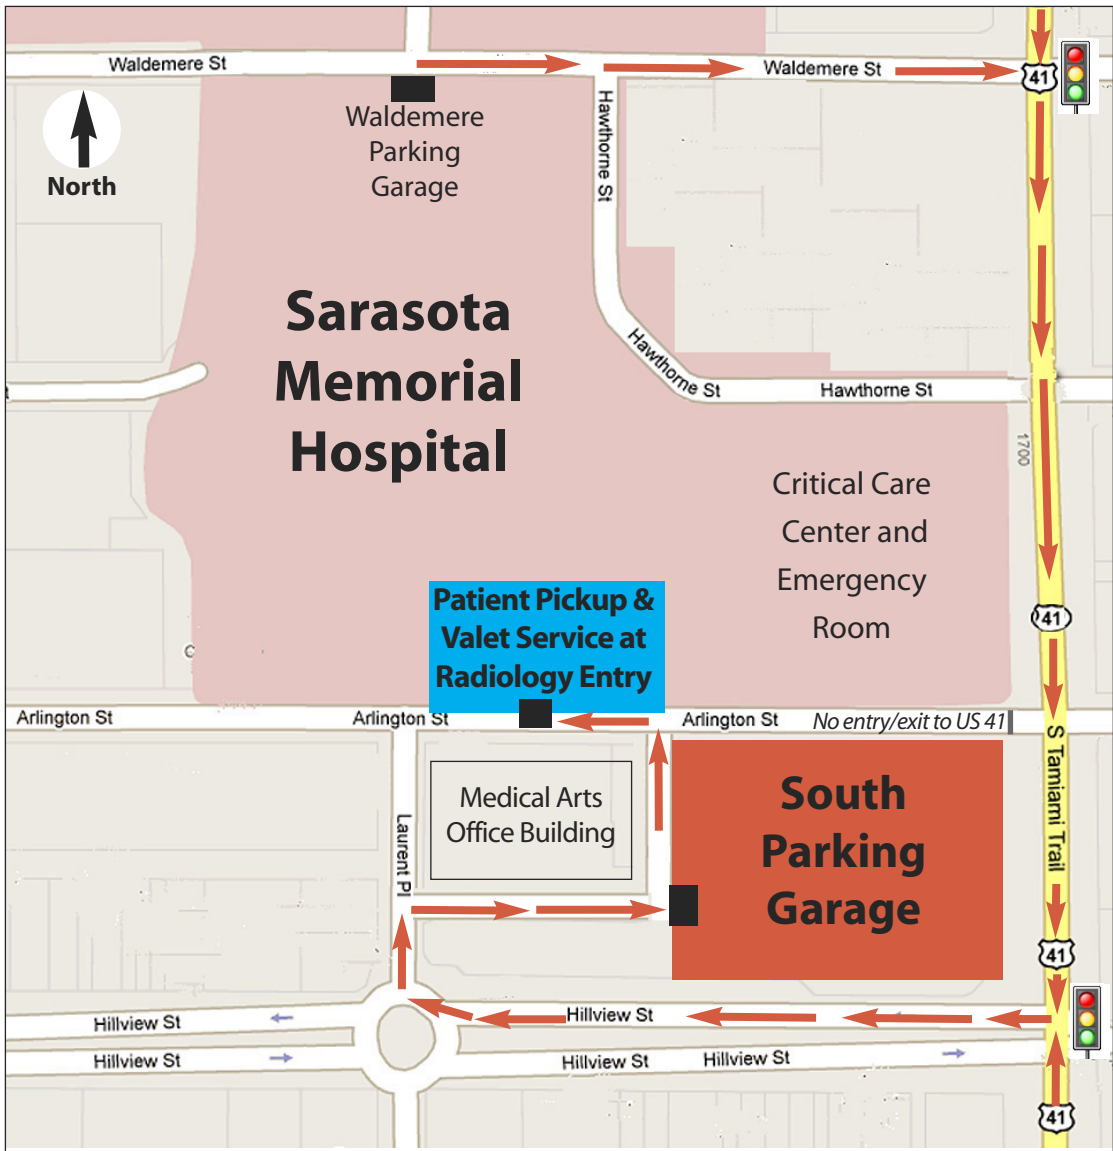 Waldemere St
Waldemere St
41
North
Waldemere
Parking
Garage
Hawthorne St
Sarasota
Memorial
Hospital
Hawthorne St
Hawthorne St
1700
Critical Care
Center and
Emergency
Room
41
Patient Pickup &
Valet Service at
Radiology Entry
Arlington St
Arlington St
Arlington St
No entry/exit to US 41
S Tamiami Trail
Medical Arts
Office Building
South
Parking
Garage
Laurent Pl
41
Hillview St
Hillview St
Hillview St
Hillview St
Hillview St
41